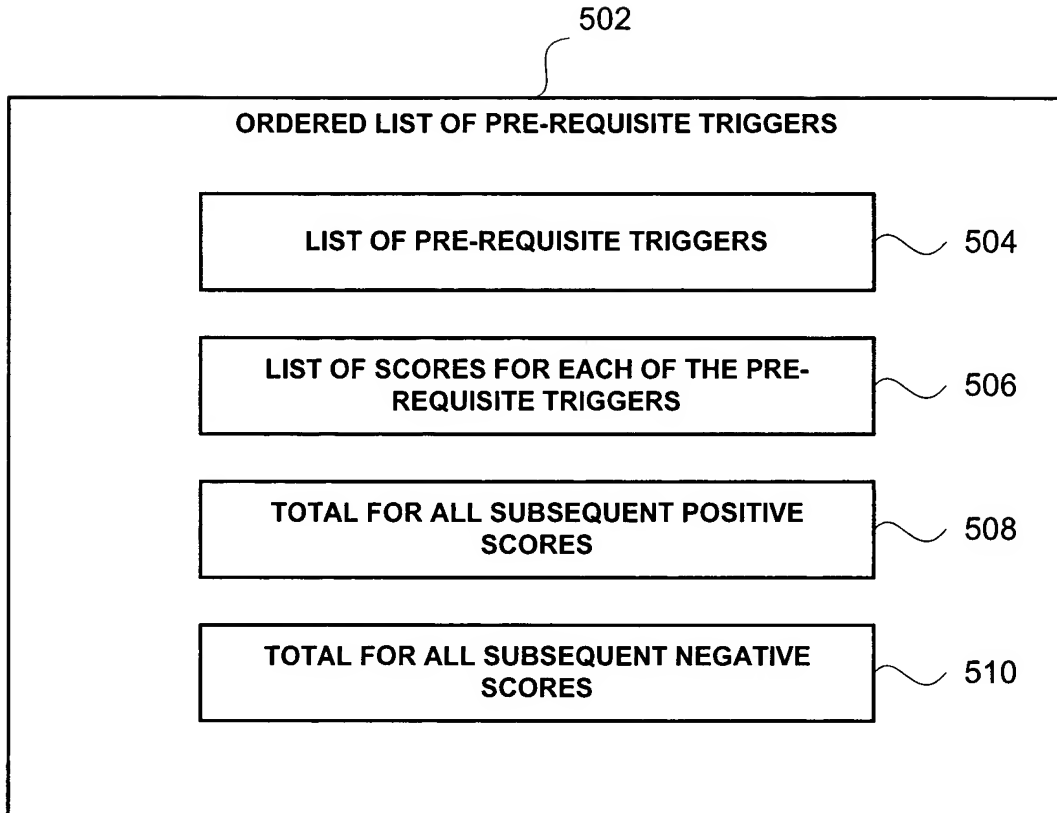 502
ORDERED LIST OF PRE-REQUISITE TRIGGERS
LIST OF PRE-REQUISITE TRIGGERS
504
LIST OF SCORES FOR EACH OF THE PRE-
REQUISITE TRIGGERS
506
TOTAL FOR ALL SUBSEQUENT POSITIVE
SCORES
508
TOTAL FOR ALL SUBSEQUENT NEGATIVE
SCORES
510